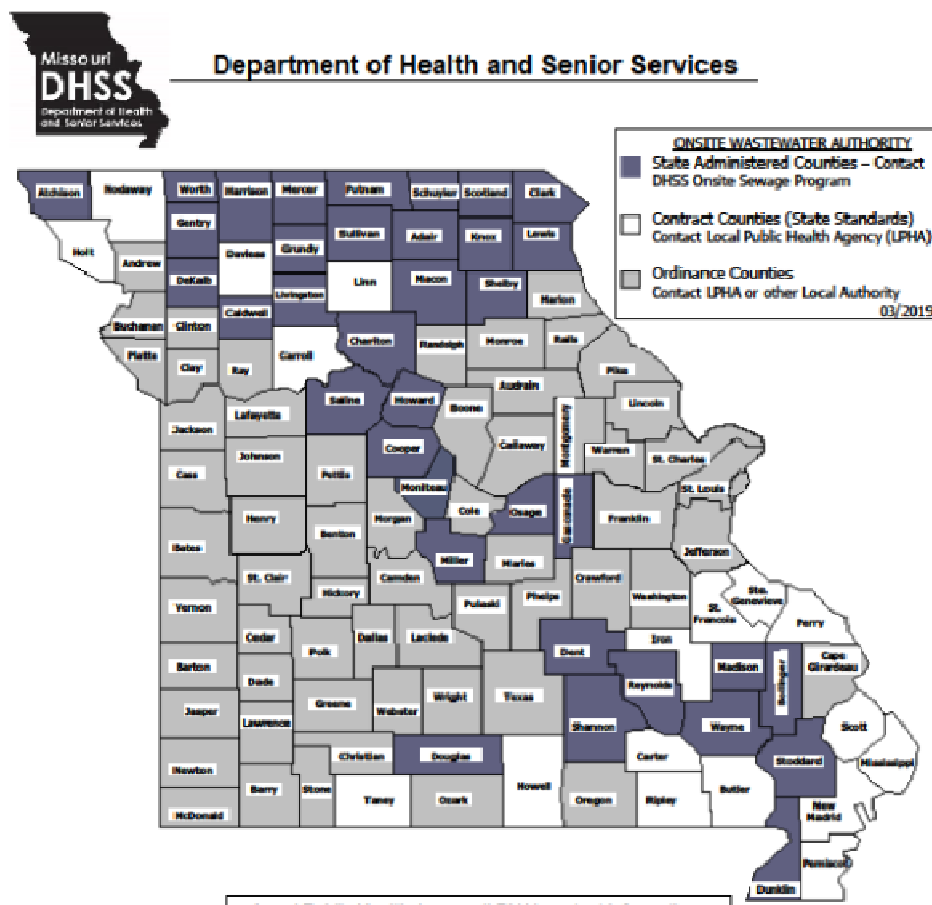 Missouri
DHSS
Department of Health
and Senior Services
Department of Health and Senior Services
ONSITE WASTEWATER AUTHORITY
State Administered Counties – Contact
DHSS Onsite Sewage Program
Contract Counties (State Standards)
Contact Local Public Health Agency (LPHA)
Ordinance Counties
Contact LPHA or other Local Authority
03/2019
Atchison Nodaway Worth Harrison Mercer Putnam Schuyler Scotland Clark
Holt Gentry Sullivan Adair Knox Lewis
Andrew Daviess Grundy
DeKalb Livingston Linn Macon Shelby Marion
Buchanan Clinton Caldwell
Platte Clay Ray Carroll Chariton Randolph Monroe Ralls Pike
Saline Howard Boone Audrain Lincoln
Jackson Lafayette Cooper Callaway Montgomery Warren St. Charles
Cass Johnson Pettis Moniteau St. Louis
Henry Morgan Cole Osage Gasconade Franklin
Bates Benton Miller Maries Jefferson
St. Clair Hickory Camden Pulaski Phelps Crawford Washington
Vernon St.
Francois
Ste.
Genevieve
Perry
Cedar Polk Dallas Laclede Dent Iron
Barton Dade Madison Bollinger
Cape
Girardeau
Jasper Lawrence Greene Webster Wright Texas Shannon Reynolds Wayne Scott
Newton Christian Douglas Carter Stoddard Mississippi
McDonald Barry Stone Taney Ozark Howell Oregon Ripley Butler
New
Madrid
Pemiscot
Dunklin